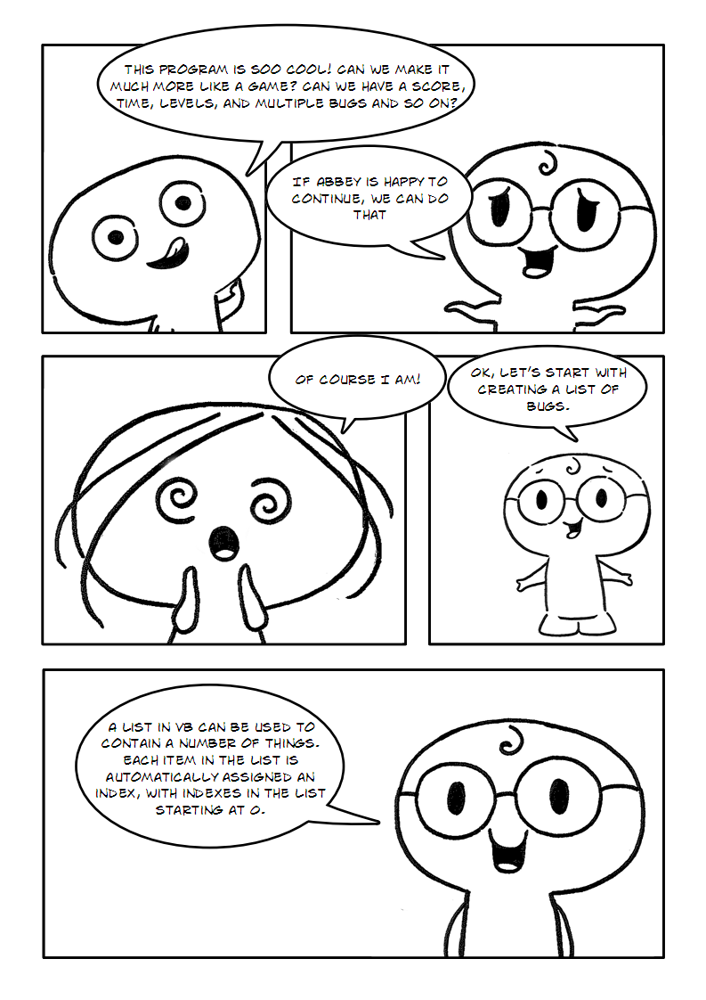 THIS PROGRAM IS SOO COOL! CAN WE MAKE IT
MUCH MORE LIKE A GAME? CAN WE HAVE A SCORE,
TIME, LEVELS, AND MULTIPLE BUGS AND SO ON?
IF ABBEY IS HAPPY TO
CONTINUE, WE CAN DO
THAT
OF COURSE I AM!
OK, LET'S START WITH
CREATING A LIST OF
BUGS.
A LIST IN VB CAN BE USED TO
CONTAIN A NUMBER OF THINGS.
EACH ITEM IN THE LIST IS
AUTOMATICALLY ASSIGNED AN
INDEX, WITH INDEXES IN THE LIST
STARTING AT 0.